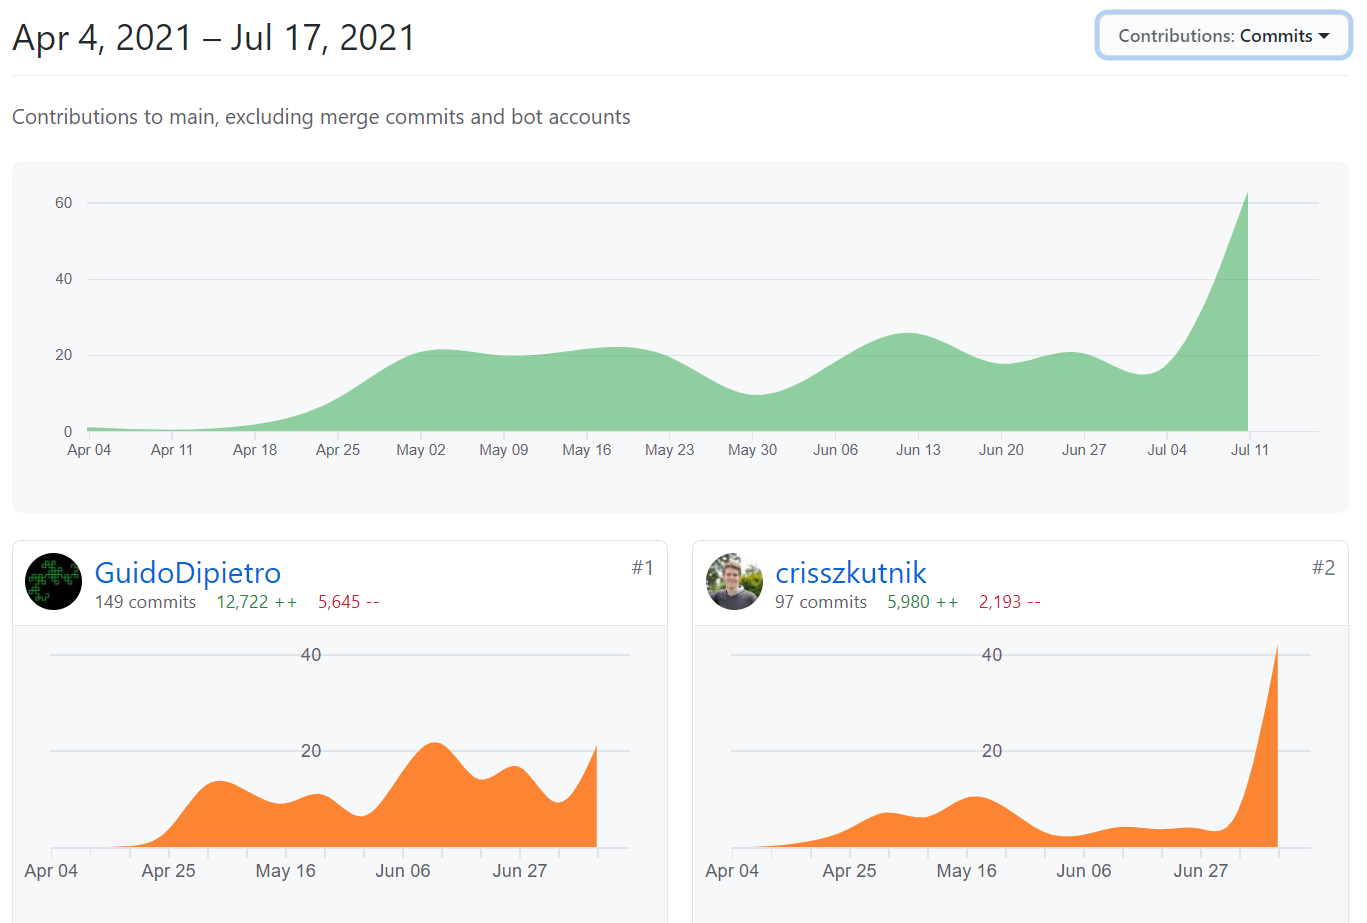 Apr 4, 2021 – Jul 17, 2021
Contributions: Commits
Contributions to main, excluding merge commits and bot accounts
60
40
20
0
Apr 04 Apr 11 Apr 18 Apr 25 May 02 May 09 May 16 May 23 May 30 Jun 06 Jun 13 Jun 20 Jun 27 Jul 04 Jul 11
GuidoDipietro #1
149 commits 12,722 ++ 5,645 --
40
20
Apr 04 Apr 25 May 16 Jun 06 Jun 27
crisszkutnik #2
97 commits 5,980 ++ 2,193 --
40
20
Apr 04 Apr 25 May 16 Jun 06 Jun 27